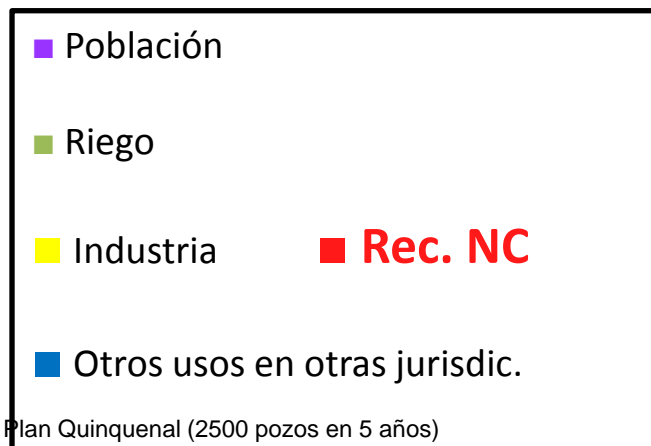 Población
Riego
Industria Rec. NC
Otros usos en otras jurisdic.
Plan Quinquenal (2500 pozos en 5 años)